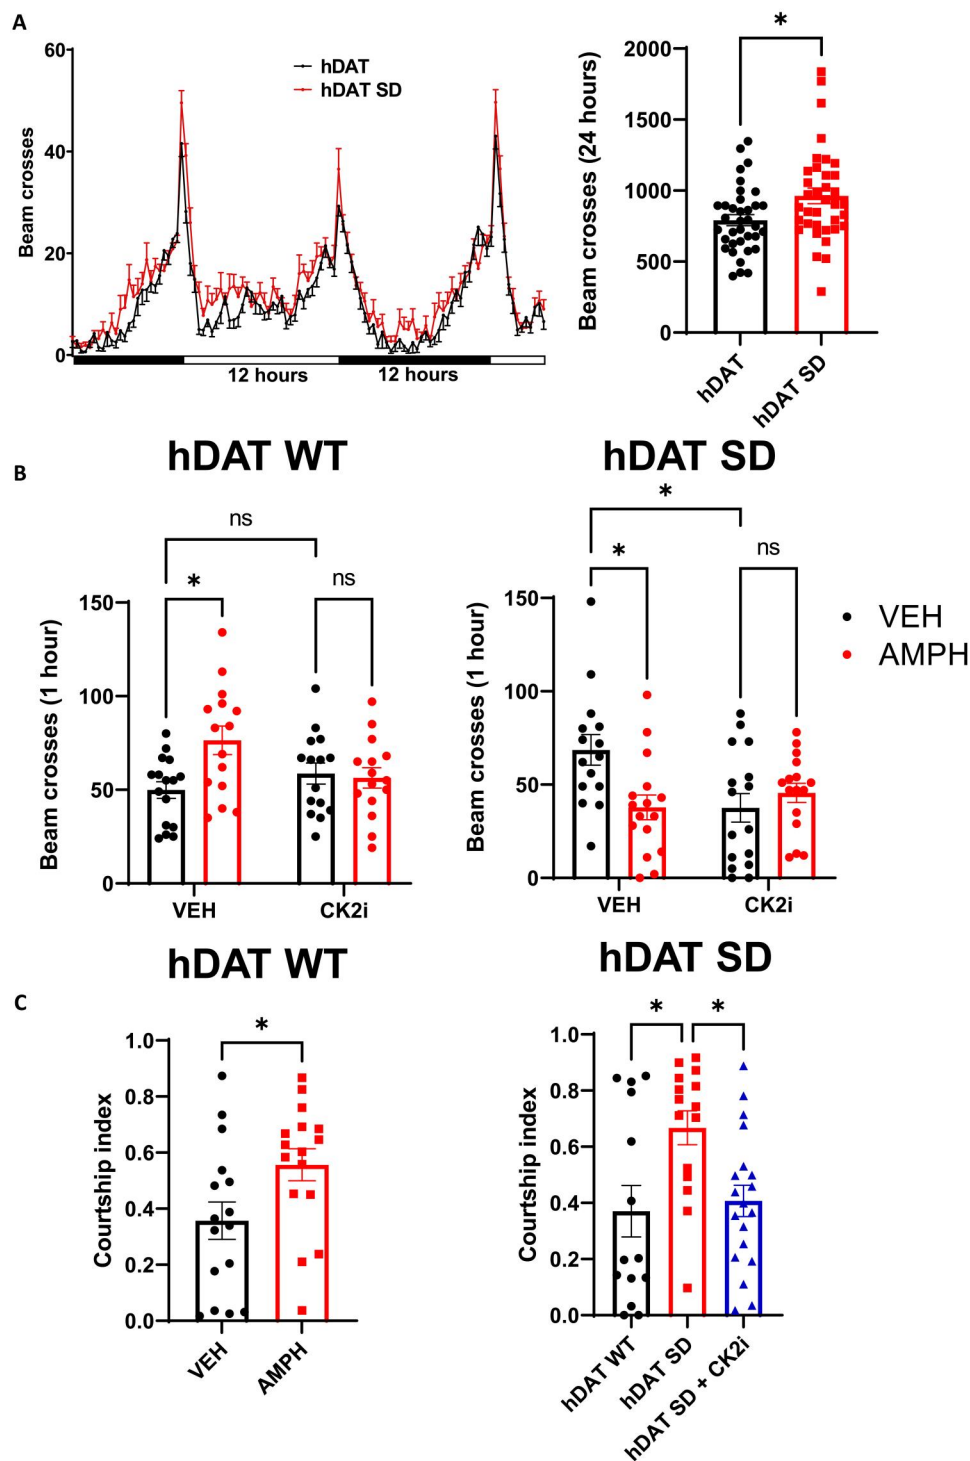 A
60
40
20
0
Beam crosses
hDAT
hDAT SD
12 hours
12 hours
*
2000
1500
1000
500
0
Beam crosses (24 hours)
hDAT
hDAT SD
hDAT WT
hDAT SD
B
ns
*
ns
150
100
50
0
Beam crosses (1 hour)
VEH
CK2i
*
*
ns
150
100
50
0
Beam crosses (1 hour)
VEH
CK2i
VEH
AMPH
hDAT WT
hDAT SD
C
*
1.0
0.8
0.6
0.4
0.2
0.0
Courtship index
VEH
AMPH
*
*
1.0
0.8
0.6
0.4
0.2
0.0
Courtship index
hDAT WT
hDAT SD
hDAT SD + CK2i